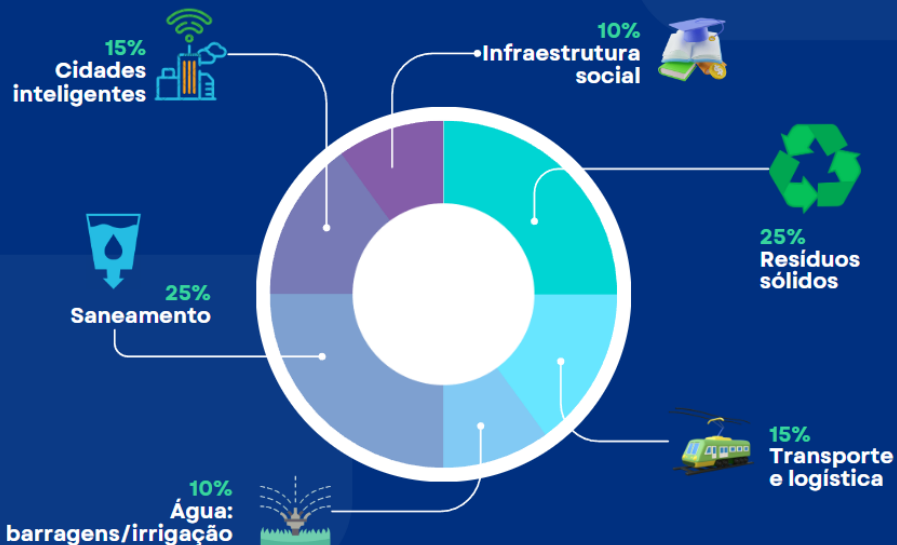 15%
Cidades
inteligentes
10%
Infraestrutura
social
25%
Resíduos
sólidos
25%
Saneamento
15%
Transporte
e logística
10%
Água:
barragens/irrigação